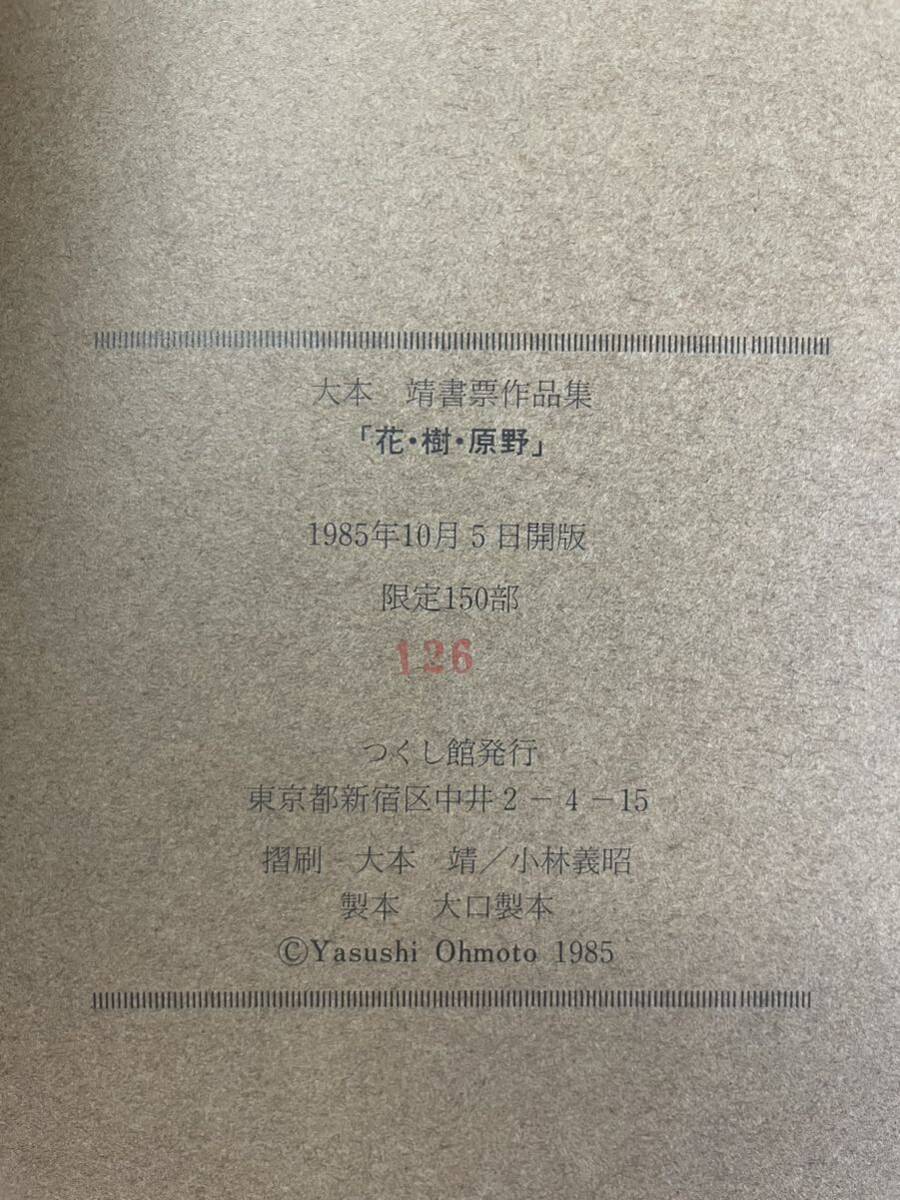 大本　靖書票作品集
「花・樹・原野」
1985年10月5日開版
限定150部
126
つくし館発行
東京都新宿区中井2－4－15
摺刷　大本　靖／小林義昭
製本　大口製本
©Yasushi Ohmoto 1985